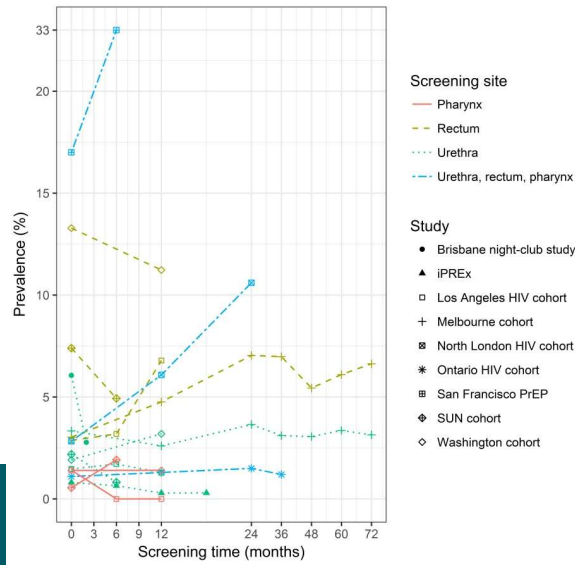 33
20
15
10
5
0
Prevalence (%)
0 3 6 9 12 24 36 48 60 72
Screening time (months)
Screening site
Pharynx
Rectum
Urethra
Urethra, rectum, pharynx
Study
Brisbane night-club study
iPREx
Los Angeles HIV cohort
Melbourne cohort
North London HIV cohort
Ontario HIV cohort
San Francisco PrEP
SUN cohort
Washington cohort